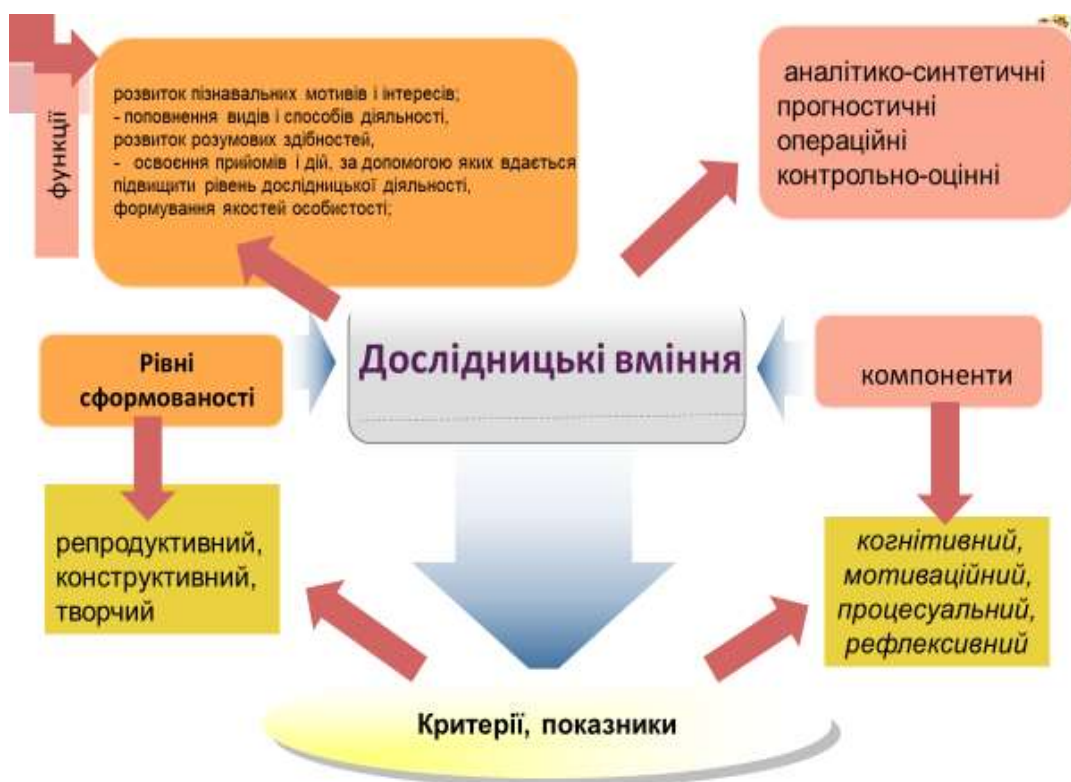 функції
розвиток пізнавальних мотивів і інтересів;
- поповнення видів і способів діяльності,
розвиток розумових здібностей,
- освоєння прийомів і дій, за допомогою яких вдається
підвищити рівень дослідницької діяльності,
формування якостей особистості;
аналітико-синтетичні
прогностичні
операційні
контрольно-оцінні
Рівні
сформованості
Дослідницькі вміння
компоненти
репродуктивний,
конструктивний,
творчий
когнітивний,
мотиваційний,
процесуальний,
рефлексивний
Критерії, показники